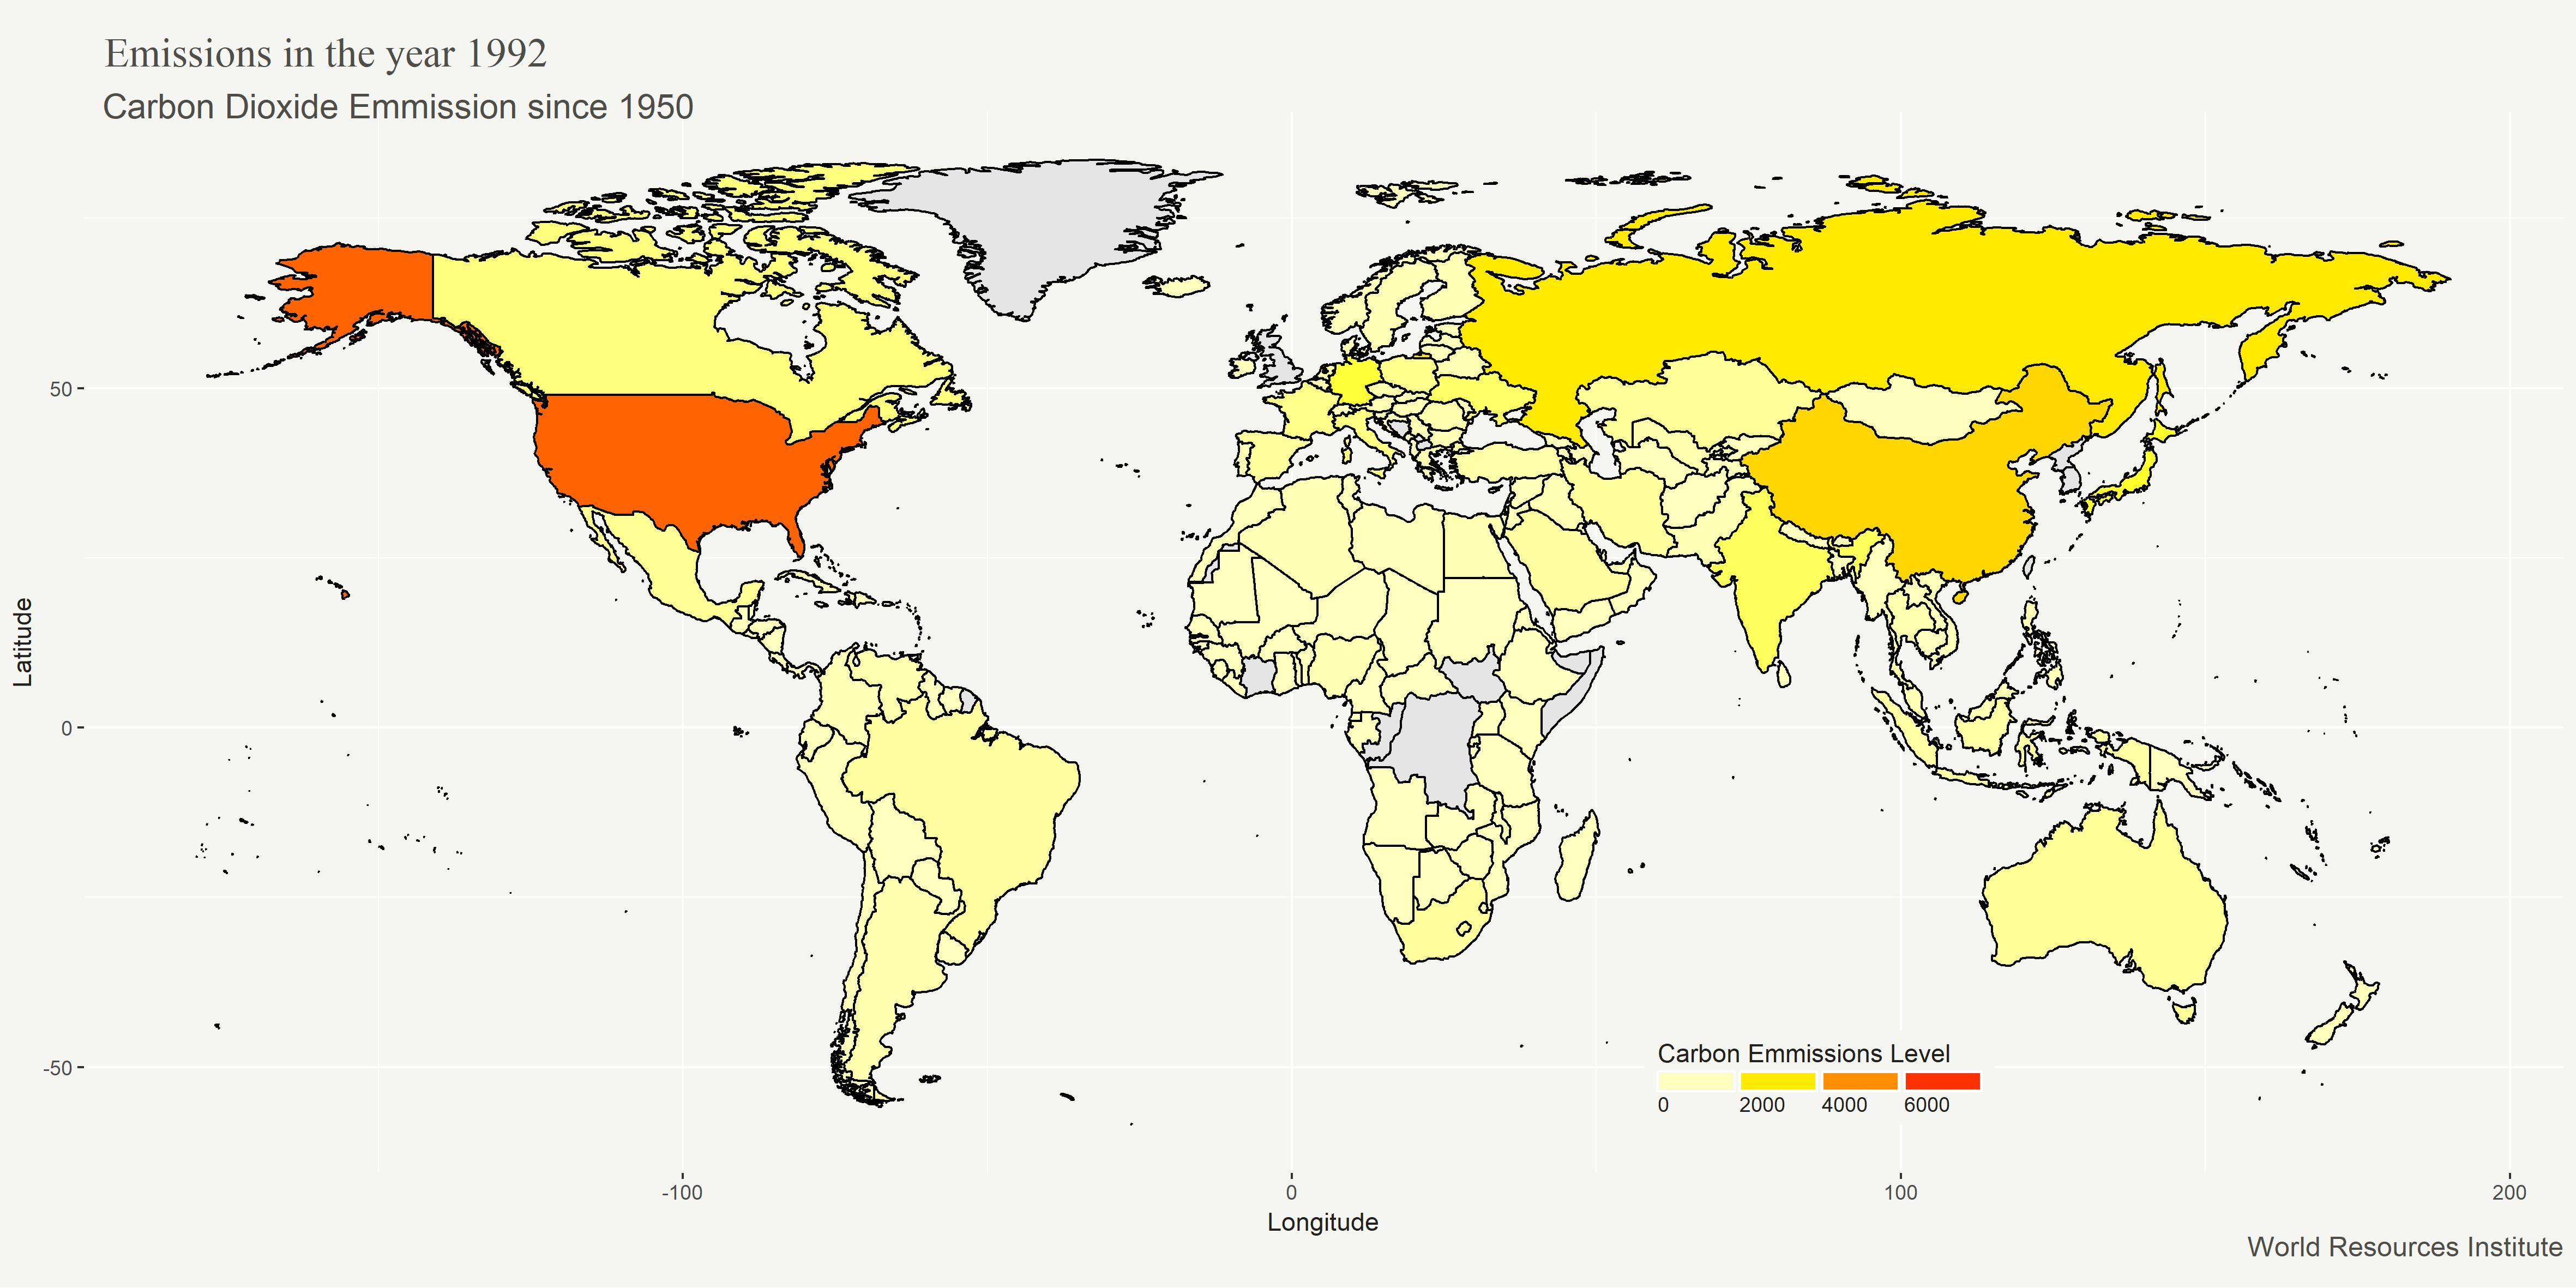 Emissions in the year 1992
Carbon Dioxide Emmission since 1950
50
0
-50
Latitude
Carbon Emmissions Level
0 2000 4000 6000
-100 0 100 200
Longitude
World Resources Institute